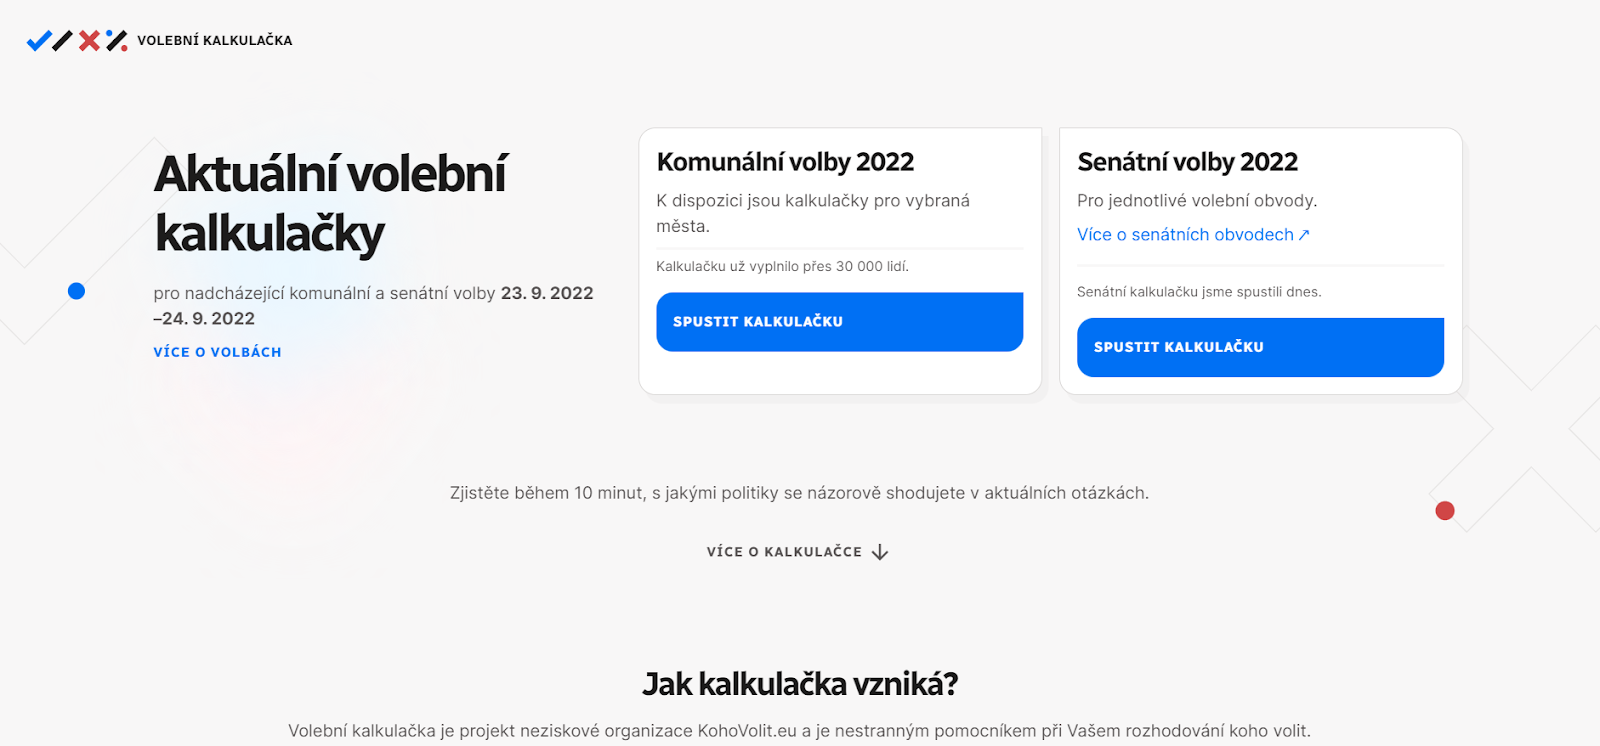 VOLEBNÍ KALKULAČKA
Aktuální volební
kalkulačky
pro nadcházející komunální a senátní volby 23. 9. 2022
–24. 9. 2022
VÍCE O VOLBÁCH
Komunální volby 2022
K dispozici jsou kalkulačky pro vybraná
města.
Kalkulačku už vyplnilo přes 30 000 lidí.
SPUSTIT KALKULAČKU
Senátní volby 2022
Pro jednotlivé volební obvody.
Více o senátních obvodech ↗
Senátní kalkulačku jsme spustili dnes.
SPUSTIT KALKULAČKU
Zjistěte během 10 minut, s jakými politiky se názorově shodujete v aktuálních otázkách.
VÍCE O KALKULAČCE ↓
Jak kalkulačka vzniká?
Volební kalkulačka je projekt neziskové organizace KohoVolit.eu a je nestranným pomocníkem při Vašem rozhodování koho volit.